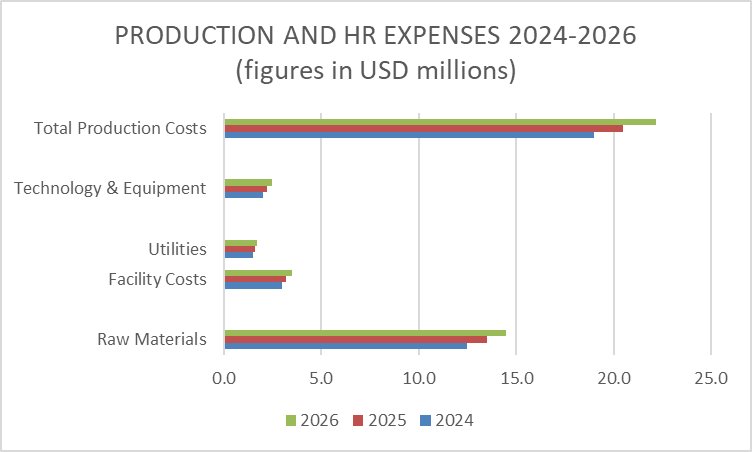 PRODUCTION AND HR EXPENSES 2024-2026
(figures in USD millions)
Total Production Costs
Technology & Equipment
Utilities
Facility Costs
Raw Materials
0.0 5.0 10.0 15.0 20.0 25.0
2026 2025 2024